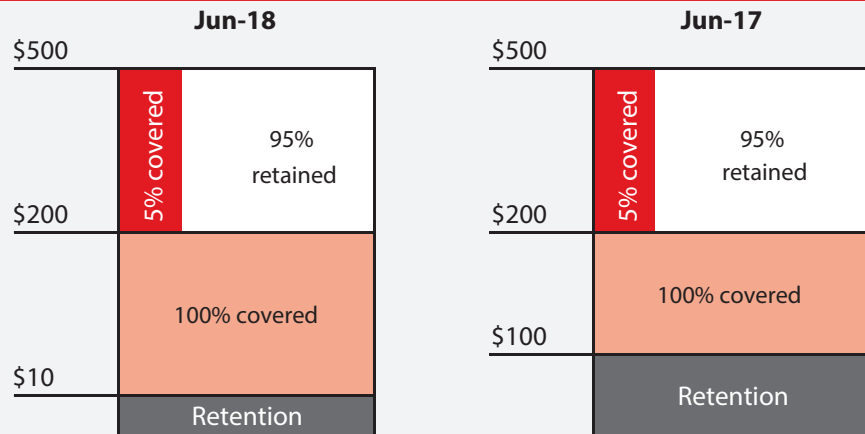 Jun-18
$500
5% covered
95%
retained
$200
100% covered
$10
Retention
Jun-17
$500
5% covered
95%
retained
$200
100% covered
$100
Retention